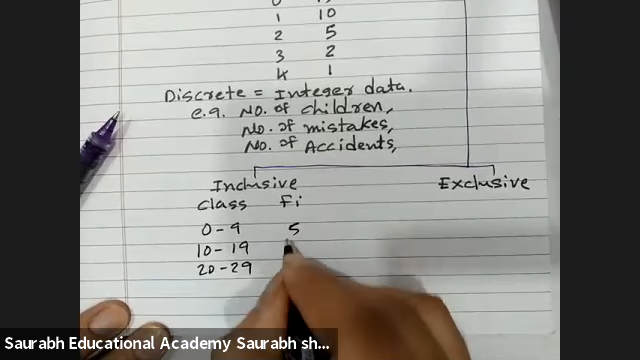 1 10
2 5
3 2
4 1
Discrete = Integer data.
e.g. No. of children,
No. of mistakes,
No. of Accidents,
Inclusive Exclusive
class Fi
0 - 9 5
10 - 19
20 - 29
Saurabh Educational Academy Saurabh sh...